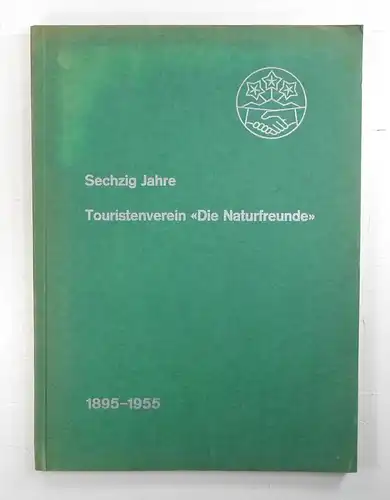 Sechzig Jahre
Touristenverein «Die Naturfreunde»
1895-1955